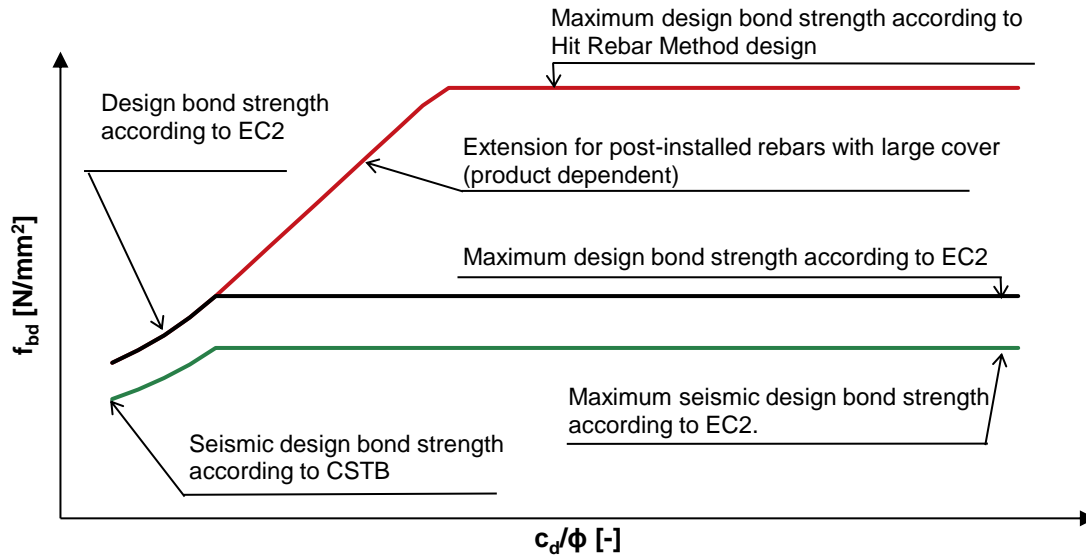 Maximum design bond strength according to
Hit Rebar Method design
Design bond strength
according to EC2
Extension for post-installed rebars with large cover
(product dependent)
Maximum design bond strength according to EC2
f_bd [N/mm²]
Maximum seismic design bond strength
according to EC2.
Seismic design bond strength
according to CSTB
c_d/ϕ [-]